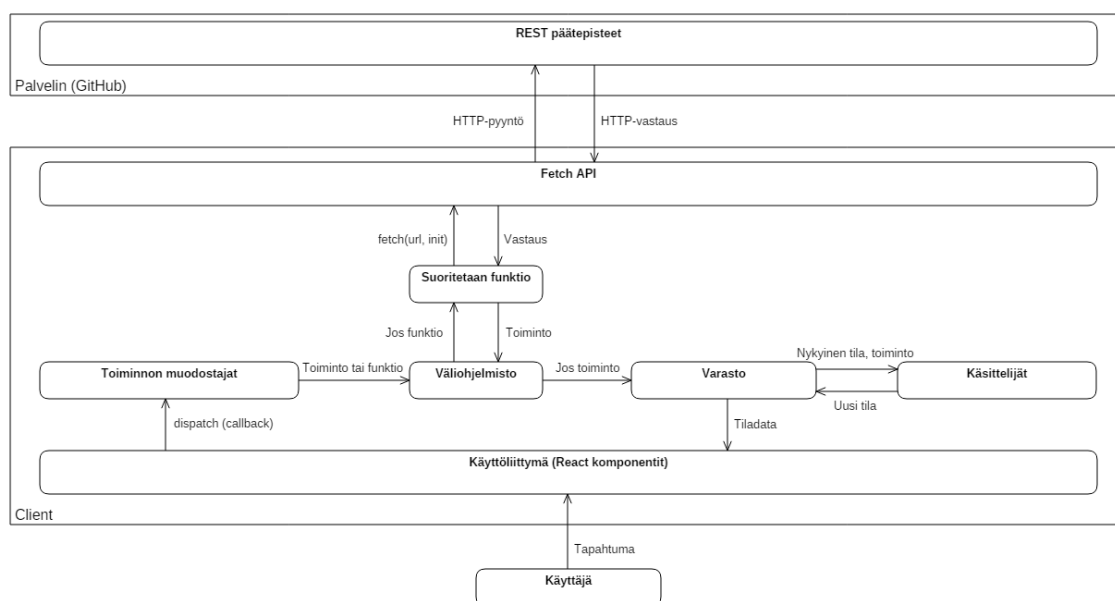 REST päätepisteet
Palvelin (GitHub)
HTTP-pyyntö
HTTP-vastaus
Fetch API
fetch(url, init)
Vastaus
Suoritetaan funktio
Jos funktio
Toiminto
Toiminnon muodostajat
Toiminto tai funktio
Väliohjelmisto
Jos toiminto
Varasto
Nykyinen tila, toiminto
Käsittelijät
Uusi tila
dispatch (callback)
Tiladata
Käyttöliittymä (React komponentit)
Client
Tapahtuma
Käyttäjä